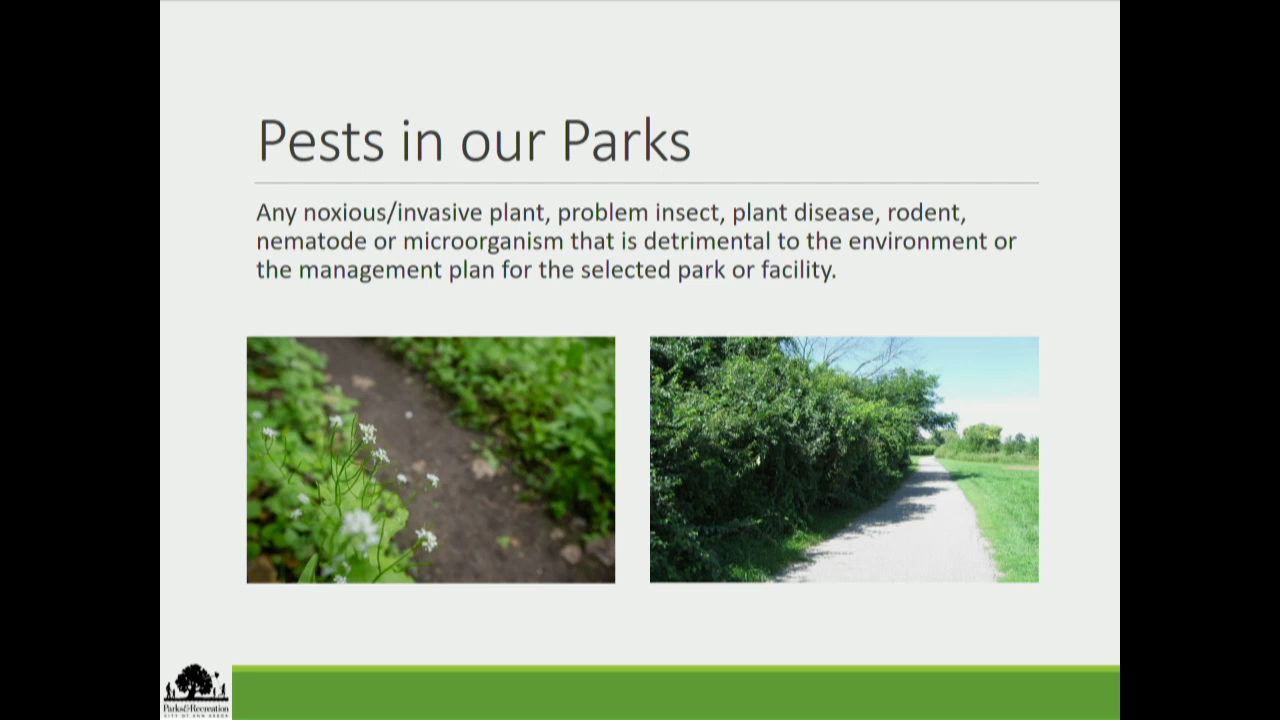 Pests in our Parks
Any noxious/invasive plant, problem insect, plant disease, rodent,
nematode or microorganism that is detrimental to the environment or
the management plan for the selected park or facility.
Parks&Recreation
CITY OF ANN ARBOR